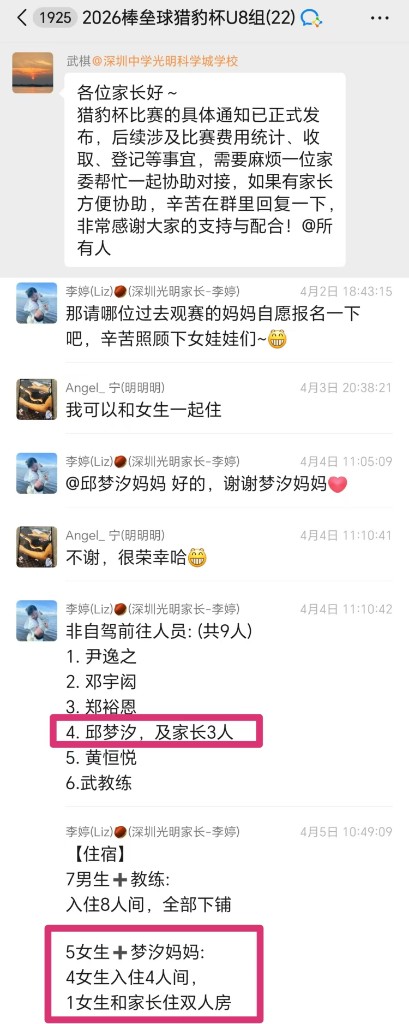 1925
2026棒垒球猎豹杯U8组(22)
武棋@深圳中学光明科学城学校
各位家长好～
猎豹杯比赛的具体通知已正式发
布，后续涉及比赛费用统计、收
取、登记等事宜，需要麻烦一位家
委帮忙一起协助对接，如果有家长
方便协助，辛苦在群里回复一下，
非常感谢大家的支持与配合！@所
有人
李婷(Liz)🏉(深圳光明家长-李婷) 4月2日 18:43:15
那请哪位过去观赛的妈妈自愿报名一下
吧，辛苦照顾下女娃娃们~😁
Angel_ 宁(明明明) 4月3日 20:38:21
我可以和女生一起住
李婷(Liz)🏉(深圳光明家长-李婷) 4月4日 11:05:09
@邱梦汐妈妈 好的，谢谢梦汐妈妈❤️
Angel_ 宁(明明明) 4月4日 11:10:41
不谢，很荣幸哈😁
李婷(Liz)🏉(深圳光明家长-李婷) 4月4日 11:10:42
非自驾前往人员: (共9人)
1. 尹逸之
2. 邓宇闳
3. 郑裕恩
4. 邱梦汐，及家长3人
5. 黄恒悦
6.武教练
李婷(Liz)🏉(深圳光明家长-李婷) 4月5日 10:49:09
【住宿】
7男生➕教练:
入住8人间，全部下铺
5女生➕梦汐妈妈:
4女生入住4人间，
1女生和家长住双人房